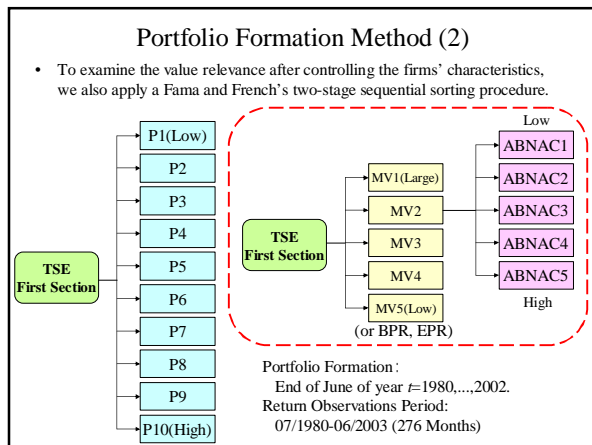 Portfolio Formation Method (2)
• To examine the value relevance after controlling the firms' characteristics,
we also apply a Fama and French's two-stage sequential sorting procedure.
TSE
First Section
P1(Low)
P2
P3
P4
P5
P6
P7
P8
P9
P10(High)
TSE
First Section
MV1(Large)
MV2
MV3
MV4
MV5(Low)
(or BPR, EPR)
Low
ABNAC1
ABNAC2
ABNAC3
ABNAC4
ABNAC5
High
Portfolio Formation:
End of June of year t=1980,...,2002.
Return Observations Period:
07/1980-06/2003 (276 Months)